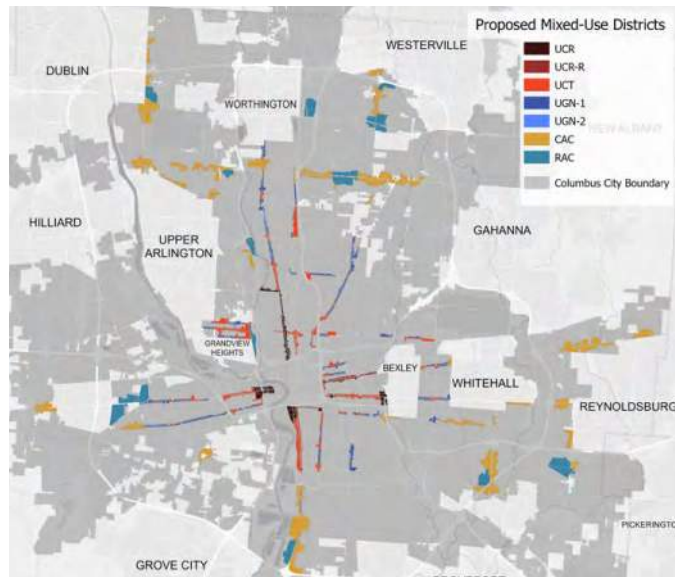 Proposed Mixed-Use Districts
UCR
UCR-R
UCT
UGN-1
UGN-2
CAC
RAC
Columbus City Boundary
WESTERVILLE
DUBLIN
WORTHINGTON
NEW ALBANY
HILLIARD
UPPER
ARLINGTON
GAHANNA
GRANDVIEW
HEIGHTS
BEXLEY
WHITEHALL
REYNOLDSBURG
PICKERINGTON
GROVE CITY